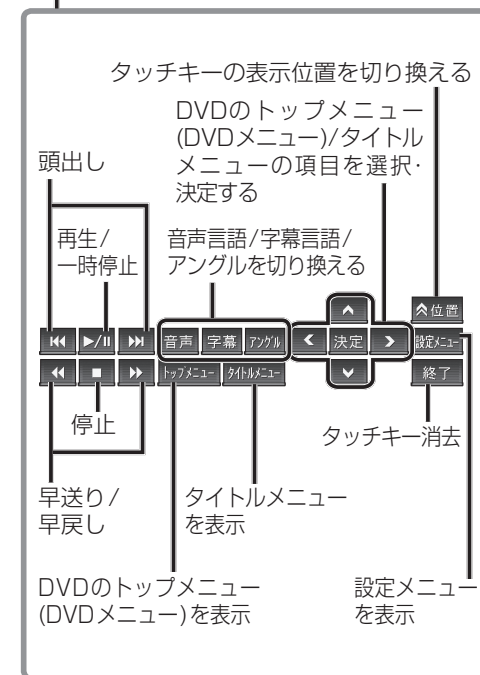 タッチキーの表示位置を切り換える
DVDのトップメニュー
(DVDメニュー)/タイトル
メニューの項目を選択・
決定する
頭出し
再生/
一時停止
音声言語/字幕言語/
アングルを切り換える
位置
音声 字幕 アングル 決定 設定メニュー
トップメニュー タイトルメニュー 終了
停止
タッチキー消去
早送り/
早戻し
タイトルメニュー
を表示
DVDのトップメニュー
(DVDメニュー)を表示
設定メニュー
を表示